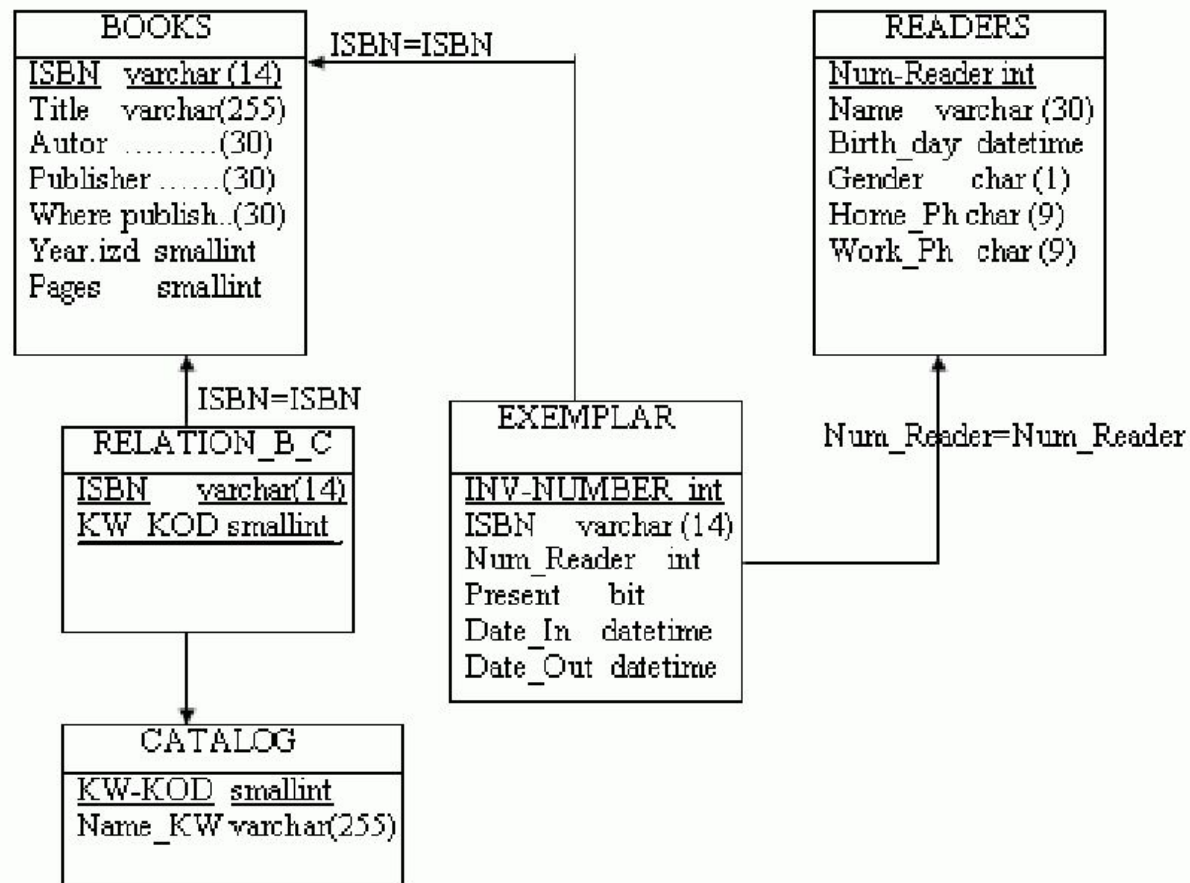 BOOKS
ISBN varchar (14)
Title varchar(255)
Autor .........(30)
Publisher ......(30)
Where publish..(30)
Year.izd smallint
Pages smallint
ISBN=ISBN
READERS
Num-Reader int
Name varchar (30)
Birth_day datetime
Gender char (1)
Home_Ph char (9)
Work_Ph char (9)
ISBN=ISBN
RELATION_B_C
ISBN varchar(14)
KW_KOD smallint
EXEMPLAR
INV-NUMBER int
ISBN varchar (14)
Num_Reader int
Present bit
Date_In datetime
Date_Out datetime
Num_Reader=Num_Reader
CATALOG
KW-KOD smallint
Name_KW varchar(255)